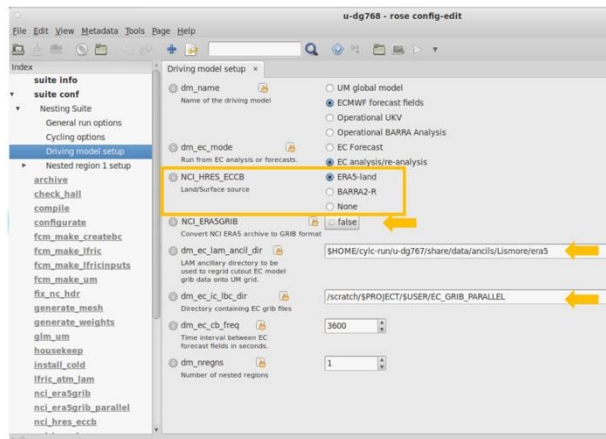 u-dg768 - rose config-edit
File Edit View Metadata Tools Page Help
Index
suite info
suite conf
Nesting Suite
General run options
Cycling options
Driving model setup
Nested region 1 setup
archive
check_hall
compile
configurate
fcm_make_createbc
fcm_make_lfric
fcm_make_lfricinputs
fcm_make_um
fix_nc_hdr
generate_mesh
generate_weights
glm_um
housekeep
install_cold
lfric_atm_lam
nci_era5grib
nci_era5grib_parallel
nci_hres_eccb
Driving model setup ×
dm_name
Name of the driving model
UM global model
ECMWF forecast fields
Operational UKV
Operational BARRA Analysis
dm_ec_mode
Run from EC analysis or forecasts.
EC Forecast
EC analysis/re-analysis
NCI_HRES_ECCB
Land/Surface source
ERA5-land
BARRA2-R
None
NCI_ERA5GRIB
Convert NCI ERA5 archive to GRIB format
false
dm_ec_lam_ancil_dir
LAM ancillary directory to be
used to regrid cutout EC model
grib data onto UM grid.
$HOME/cylc-run/u-dg767/share/data/ancils/Lismore/era5
dm_ec_ic_lbc_dir
Directory containing EC grib files
/scratch/$PROJECT/$USER/EC_GRIB_PARALLEL
dm_ec_cb_freq
Time interval between EC
forecast fields in seconds.
3600
dm_nregns
Number of nested regions
1